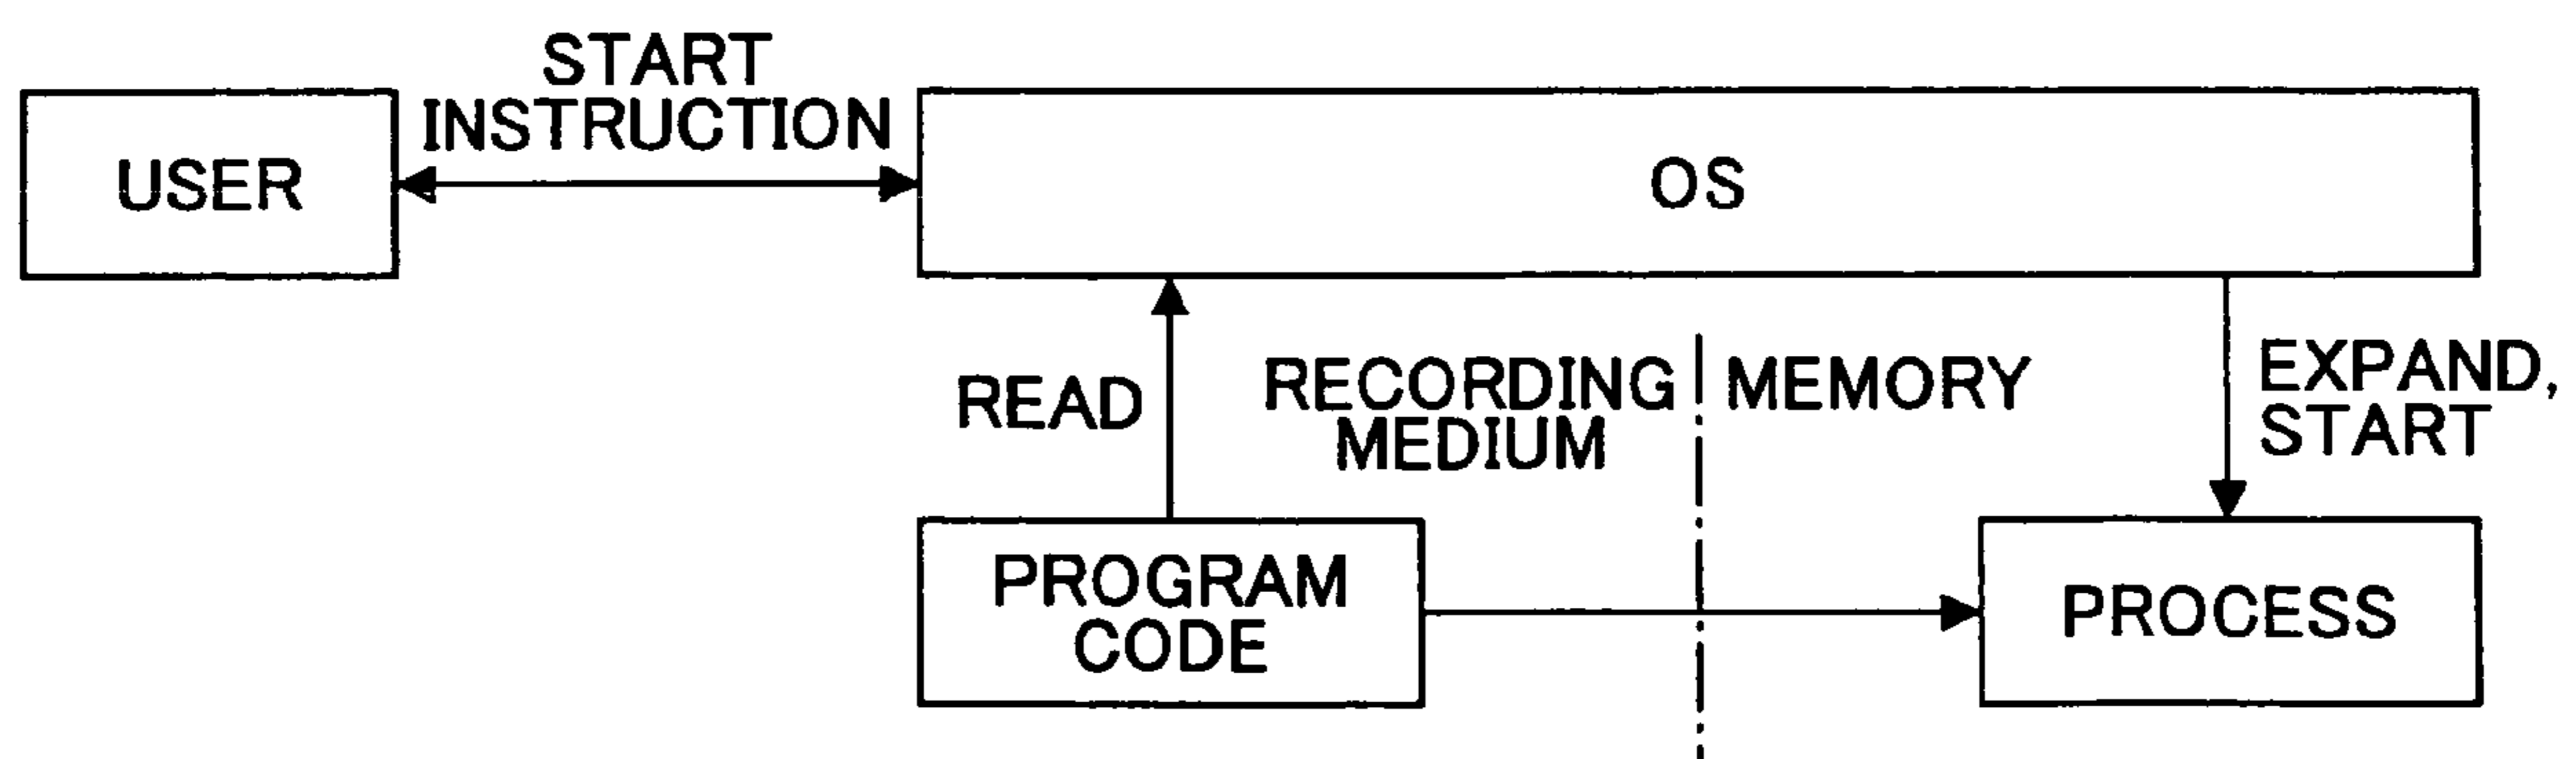 START
INSTRUCTION
USER
OS
READ
RECORDING
MEDIUM
MEMORY
EXPAND,
START
PROGRAM
CODE
PROCESS